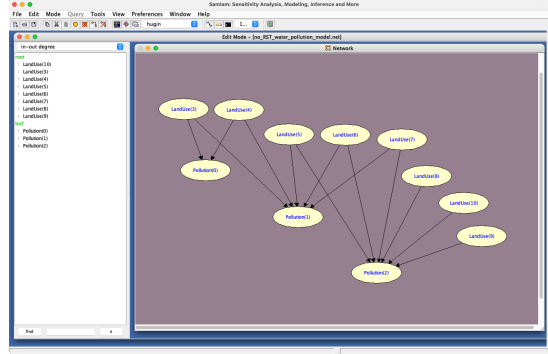 SamIam: Sensitivity Analysis, Modeling, Inference and More
File Edit Mode Query Tools View Preferences Window Help
hugin 1...
Edit Mode - [no_RST_water_pollution_model.net]
in-out degree
Network
root
LandUse(10)
LandUse(3)
LandUse(4)
LandUse(5)
LandUse(6)
LandUse(7)
LandUse(8)
LandUse(9)
leaf
Pollution(0)
Pollution(1)
Pollution(2)
LandUse(3)
LandUse(4)
LandUse(5)
LandUse(6)
LandUse(7)
Pollution(0)
LandUse(8)
LandUse(10)
Pollution(1)
LandUse(9)
Pollution(2)
find